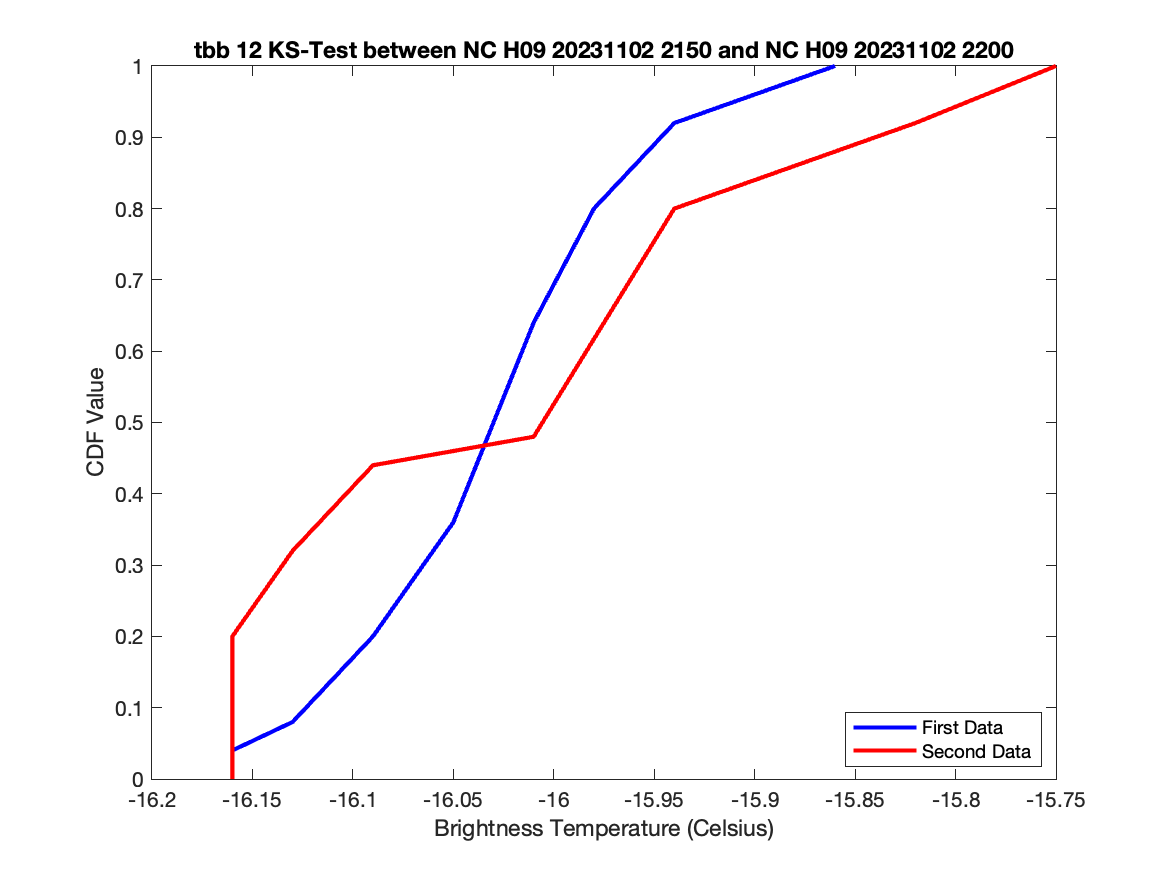 tbb 12 KS-Test between NC H09 20231102 2150 and NC H09 20231102 2200
1
0.9
0.8
0.7
0.6
0.5
0.4
0.3
0.2
0.1
0
CDF Value
First Data
Second Data
-16.2 -16.15 -16.1 -16.05 -16 -15.95 -15.9 -15.85 -15.8 -15.75
Brightness Temperature (Celsius)